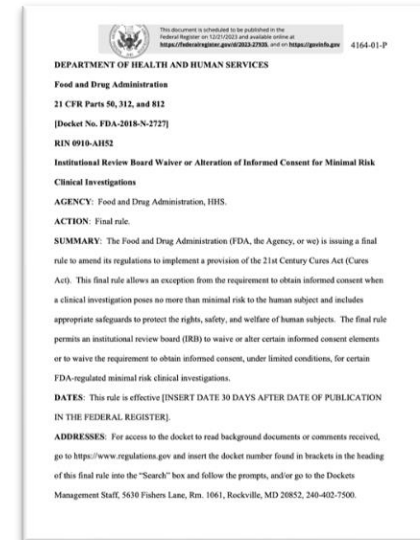 This document is scheduled to be published in the
Federal Register on 12/21/2023 and available online at
https://federalregister.gov/d/2023-27935, and on https://govinfo.gov
4164-01-P
DEPARTMENT OF HEALTH AND HUMAN SERVICES
Food and Drug Administration
21 CFR Parts 50, 312, and 812
[Docket No. FDA-2018-N-2727]
RIN 0910-AH52
Institutional Review Board Waiver or Alteration of Informed Consent for Minimal Risk
Clinical Investigations
AGENCY: Food and Drug Administration, HHS.
ACTION: Final rule.
SUMMARY: The Food and Drug Administration (FDA, the Agency, or we) is issuing a final
rule to amend its regulations to implement a provision of the 21st Century Cures Act (Cures
Act). This final rule allows an exception from the requirement to obtain informed consent when
a clinical investigation poses no more than minimal risk to the human subject and includes
appropriate safeguards to protect the rights, safety, and welfare of human subjects. The final rule
permits an institutional review board (IRB) to waive or alter certain informed consent elements
or to waive the requirement to obtain informed consent, under limited conditions, for certain
FDA-regulated minimal risk clinical investigations.
DATES: This rule is effective [INSERT DATE 30 DAYS AFTER DATE OF PUBLICATION
IN THE FEDERAL REGISTER].
ADDRESSES: For access to the docket to read background documents or comments received,
go to https://www.regulations.gov and insert the docket number found in brackets in the heading
of this final rule into the "Search" box and follow the prompts, and/or go to the Dockets
Management Staff, 5630 Fishers Lane, Rm. 1061, Rockville, MD 20852, 240-402-7500.